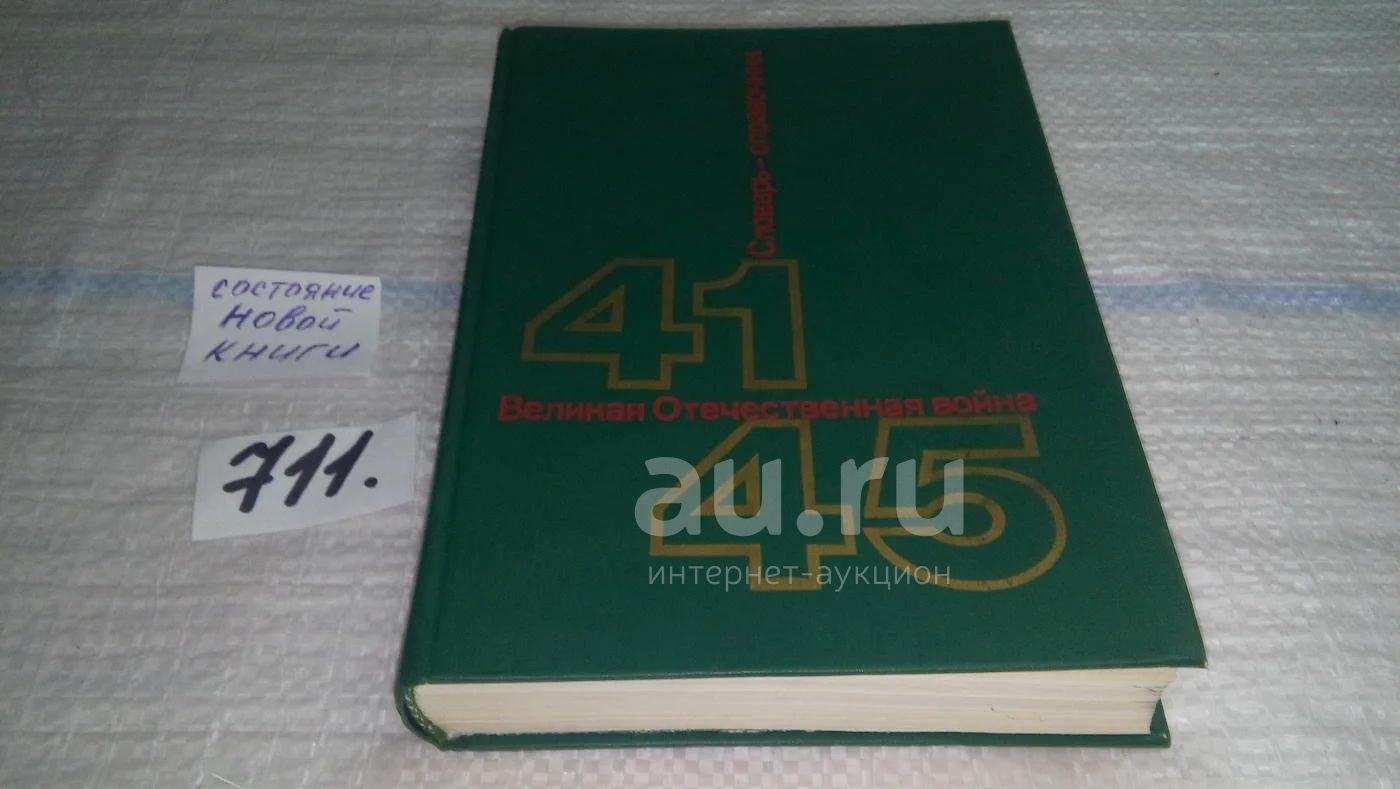 Словарь-справочник
41
Великая Отечественная война
45
состояние
новой
книги
711.
au.ru
интернет-аукцион